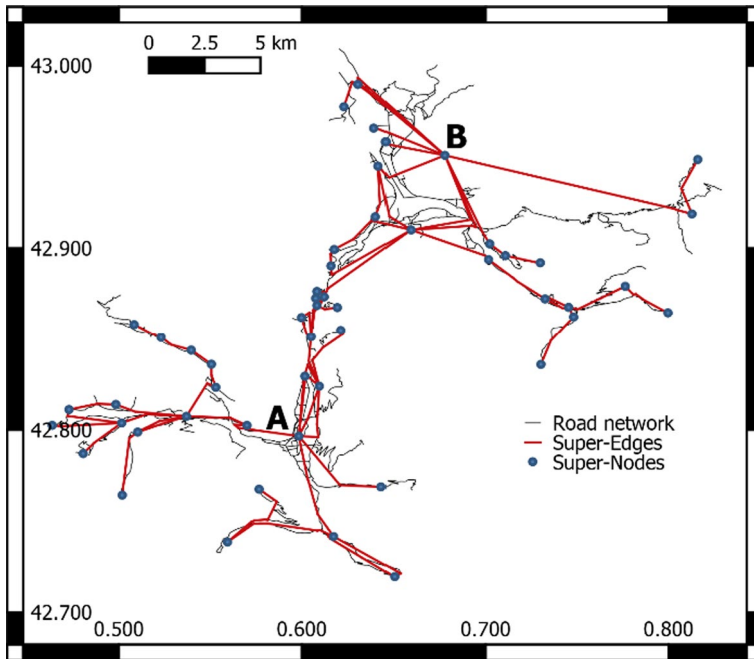 0 2.5 5 km
43.000
B
42.900
A
42.800
Road network
Super-Edges
Super-Nodes
42.700
0.500 0.600 0.700 0.800